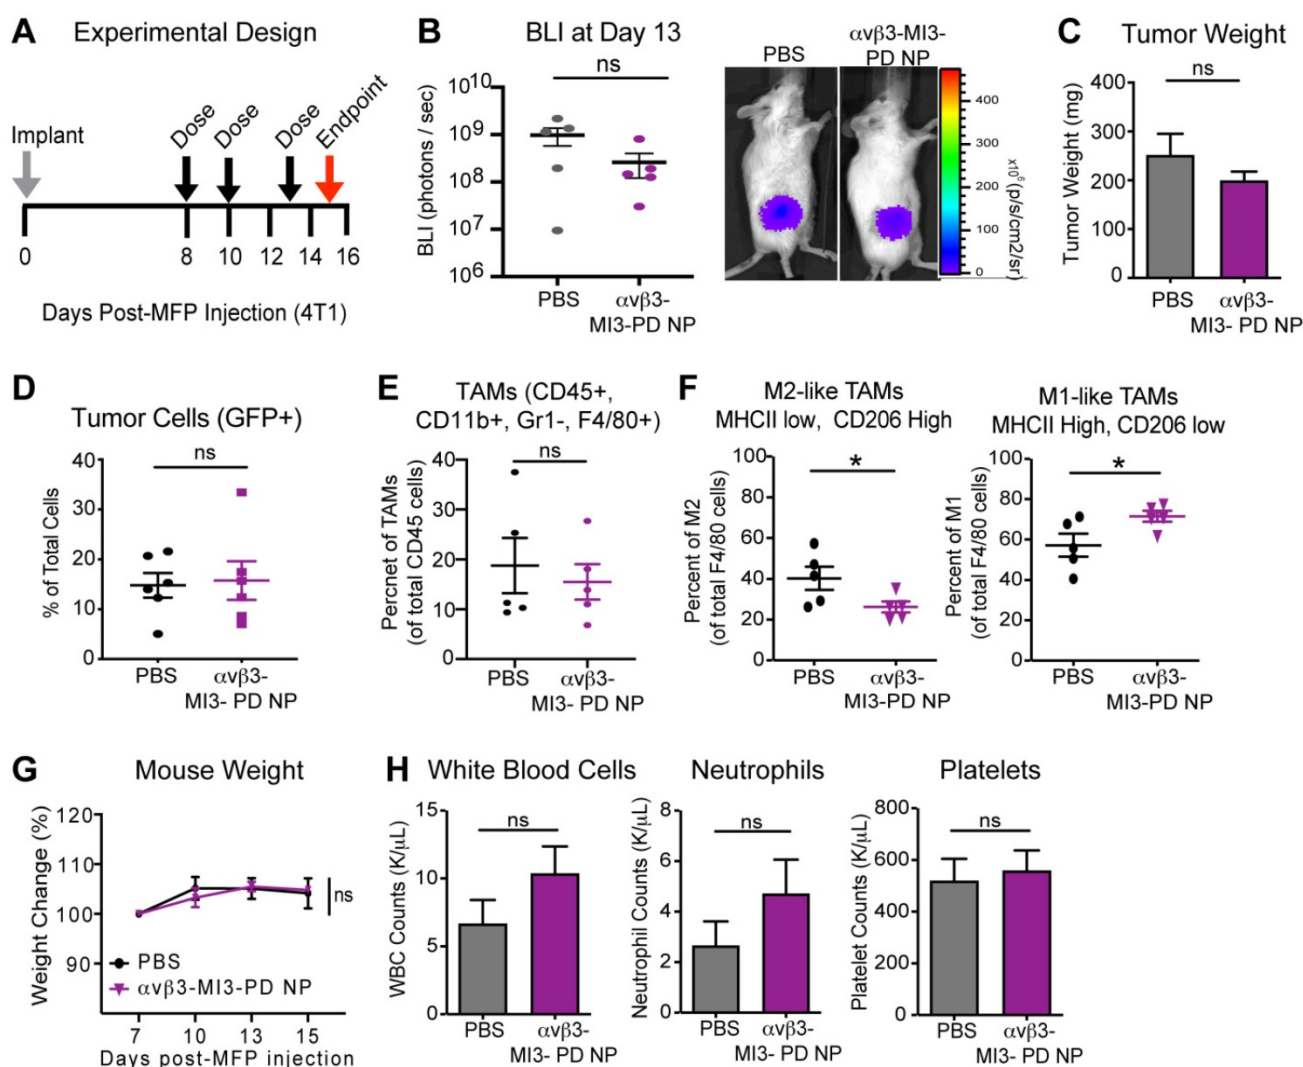 A Experimental Design
Implant
Dose
Dose
Dose
Endpoint
0 8 10 12 14 16
Days Post-MFP Injection (4T1)
B BLI at Day 13
ns
BLI (photons / sec)
10^10
10^9
10^8
10^7
10^6
PBS
αvβ3-
MI3-PD NP
PBS
αvβ3-MI3-
PD NP
400
300
200
100
0
x10^6 (p/s/cm2/sr)
C Tumor Weight
ns
Tumor Weight (mg)
400
300
200
100
0
PBS
αvβ3-
MI3- PD NP
D
Tumor Cells (GFP+)
ns
% of Total Cells
40
30
20
10
0
PBS
αvβ3-
MI3- PD NP
E TAMs (CD45+,
CD11b+, Gr1-, F4/80+)
ns
Percnet of TAMs
(of total CD45 cells)
40
30
20
10
0
PBS
αvβ3-
MI3- PD NP
F M2-like TAMs
MHCII low, CD206 High
*
Percent of M2
(of total F4/80 cells)
100
80
60
40
20
0
PBS
αvβ3-
MI3-PD NP
M1-like TAMs
MHCII High, CD206 low
*
Percent of M1
(of total F4/80 cells)
100
80
60
40
20
0
PBS
αvβ3-
MI3-PD NP
G Mouse Weight
Weight Change (%)
120
110
100
90
ns
PBS
αvβ3-MI3-PD NP
7 10 13 15
Days post-MFP injection
H White Blood Cells
ns
WBC Counts (K/μL)
15
10
5
0
PBS
αvβ3-
MI3- PD NP
Neutrophils
ns
Neutrophil Counts (K/μL)
8
6
4
2
0
PBS
αvβ3-
MI3- PD NP
Platelets
ns
Platelet Counts (K/μL)
800
600
400
200
0
PBS
αvβ3-
MI3- PD NP